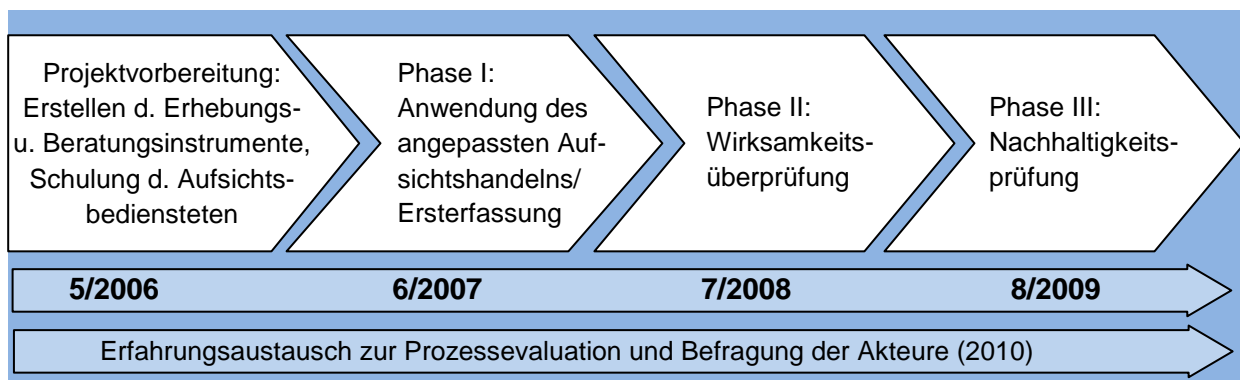 Projektvorbereitung:
Erstellen d. Erhebungs-
u. Beratungsinstrumente,
Schulung d. Aufsichts-
bediensteten
Phase I:
Anwendung des
angepassten Auf-
sichtshandelns/
Ersterfassung
Phase II:
Wirksamkeits-
überprüfung
Phase III:
Nachhaltigkeits-
prüfung
5/2006 6/2007 7/2008 8/2009
Erfahrungsaustausch zur Prozessevaluation und Befragung der Akteure (2010)